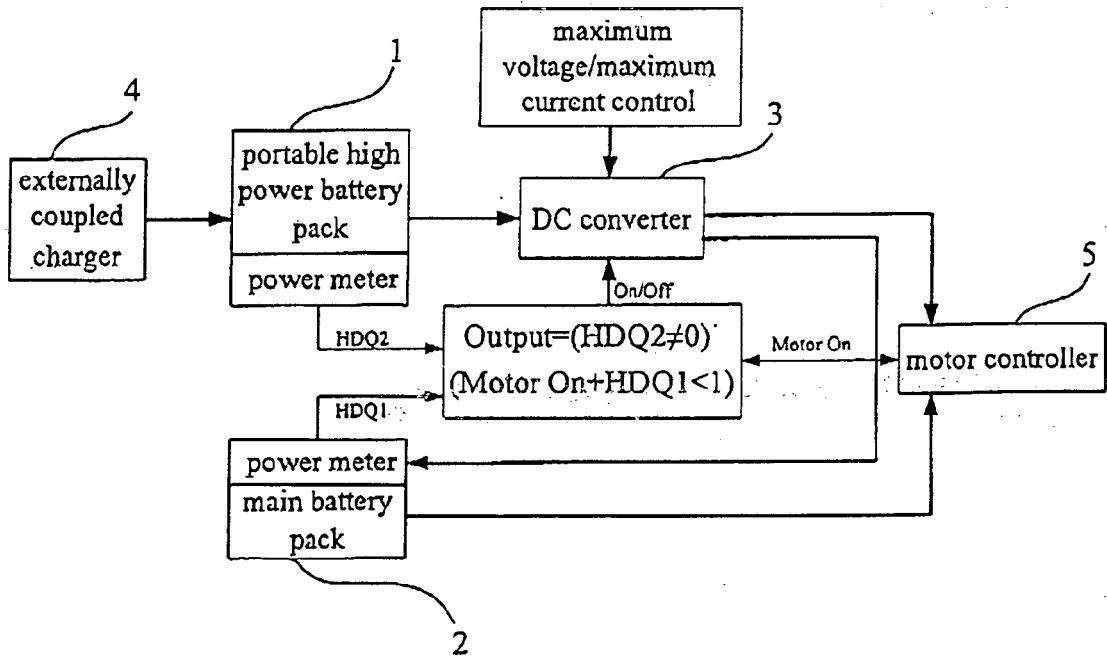 maximum
voltage/maximum
current control
1
4
3
portable high
power battery
pack
power meter
externally
coupled
charger
DC converter
5
On/Off
HDQ2
Output=(HDQ2≠0)
(Motor On+HDQ1<1)
Motor On
motor controller
HDQ1
power meter
main battery
pack
2